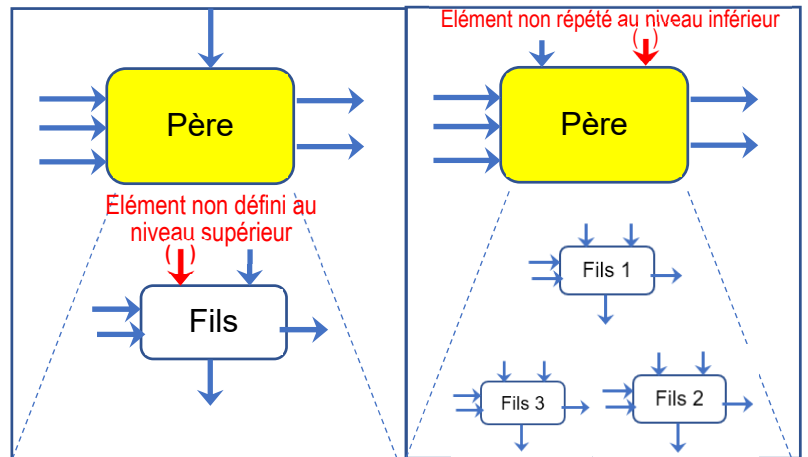 Père
Elément non défini au
niveau supérieur
( )
Fils
Elément non répété au niveau inférieur
( )
Père
Fils 1
Fils 3
Fils 2